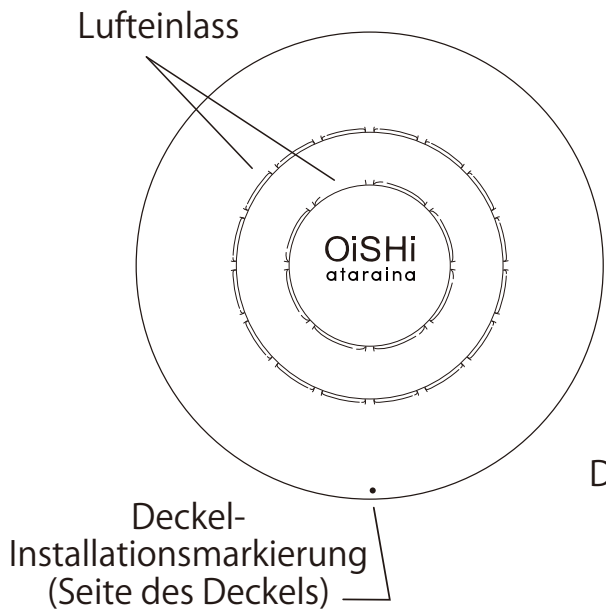 Lufteinlass
OiSHi
ataraina
D
Deckel-
Installationsmarkierung
(Seite des Deckels)